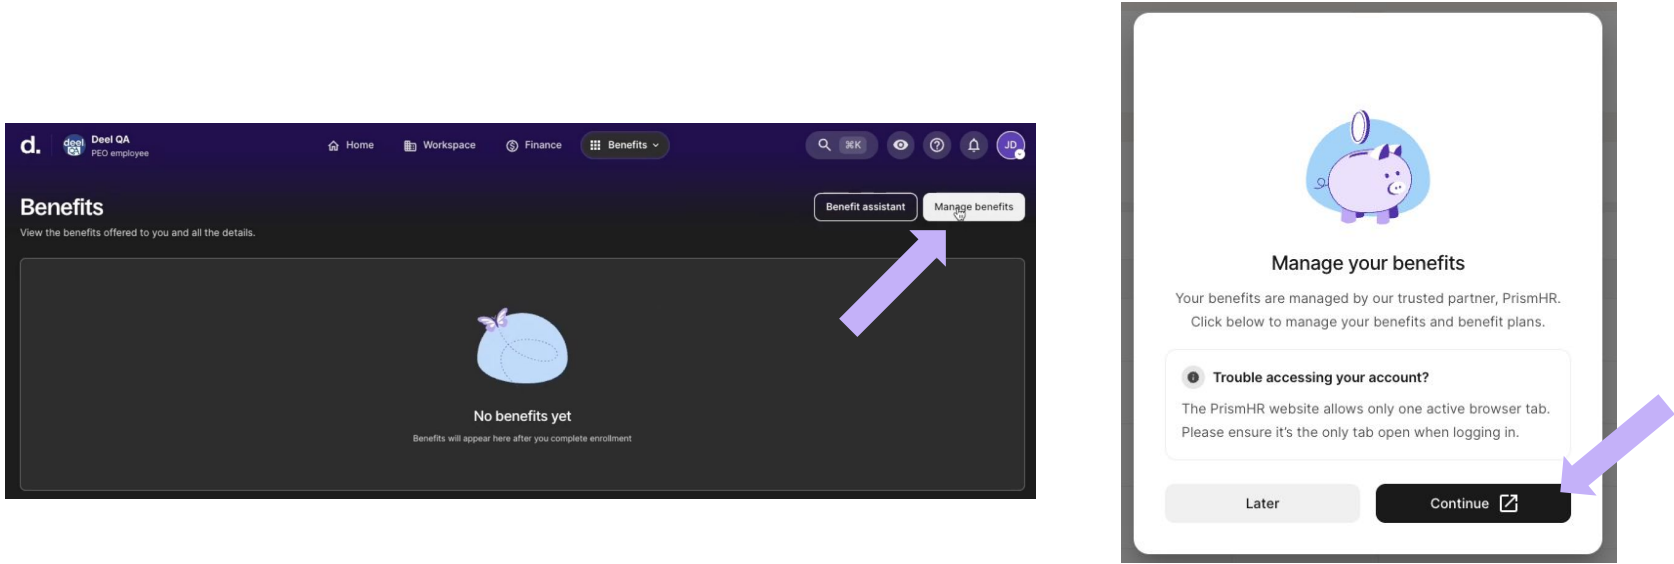 d.
deel.
QA
Deel QA
PEO employee
Home
Workspace
Finance
Benefits
⌘K
JD
Benefits
View the benefits offered to you and all the details.
Benefit assistant
Manage benefits
No benefits yet
Benefits will appear here after you complete enrollment
Manage your benefits
Your benefits are managed by our trusted partner, PrismHR.
Click below to manage your benefits and benefit plans.
Trouble accessing your account?
The PrismHR website allows only one active browser tab.
Please ensure it's the only tab open when logging in.
Later
Continue